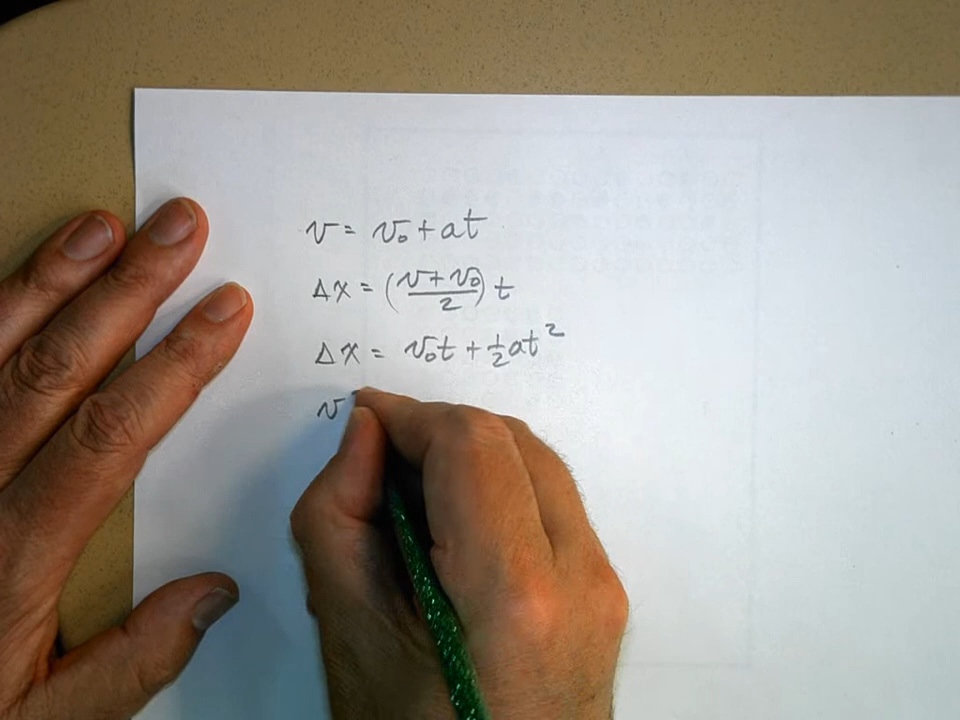 v = v₀ + at
Δx = (v + v₀ / 2) t
Δx = v₀t + ½at²
v